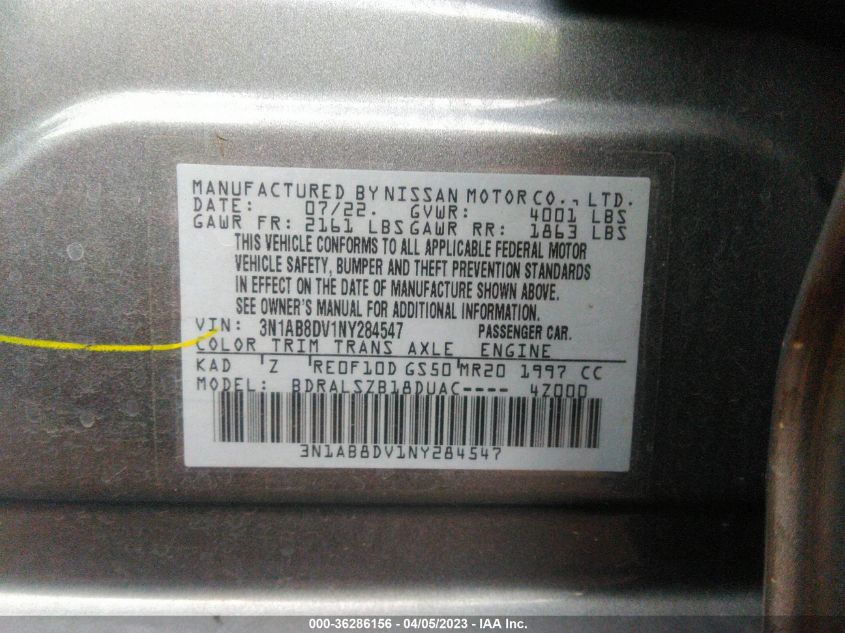 MANUFACTURED BY NISSAN MOTOR CO., LTD.
DATE: 07/22. GVWR: 4001 LBS
GAWR FR: 2161 LBS GAWR RR: 1863 LBS
THIS VEHICLE CONFORMS TO ALL APPLICABLE FEDERAL MOTOR
VEHICLE SAFETY, BUMPER AND THEFT PREVENTION STANDARDS
IN EFFECT ON THE DATE OF MANUFACTURE SHOWN ABOVE.
SEE OWNER'S MANUAL FOR ADDITIONAL INFORMATION.
VIN: 3N1AB8DV1NY284547 PASSENGER CAR.
COLOR TRIM TRANS AXLE ENGINE
KAD Z RE0F10D GS50 MR20 1997 CC
MODEL: BDRALSZB18DUAC---- 4Z000
3N1AB8DV1NY284547
000-36286156 - 04/05/2023 - IAA Inc.